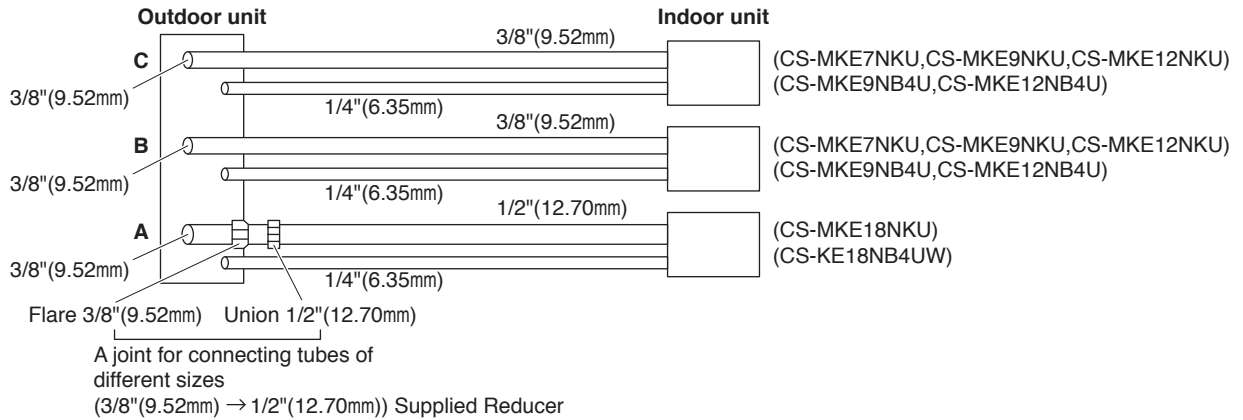 Outdoor unit
Indoor unit
C
3/8"(9.52mm)
3/8"(9.52mm)
1/4"(6.35mm)
(CS-MKE7NKU,CS-MKE9NKU,CS-MKE12NKU)
(CS-MKE9NB4U,CS-MKE12NB4U)
B
3/8"(9.52mm)
3/8"(9.52mm)
1/4"(6.35mm)
(CS-MKE7NKU,CS-MKE9NKU,CS-MKE12NKU)
(CS-MKE9NB4U,CS-MKE12NB4U)
A
3/8"(9.52mm)
1/2"(12.70mm)
1/4"(6.35mm)
(CS-MKE18NKU)
(CS-KE18NB4UW)
Flare 3/8"(9.52mm)
Union 1/2"(12.70mm)
A joint for connecting tubes of
different sizes
(3/8"(9.52mm) → 1/2"(12.70mm)) Supplied Reducer